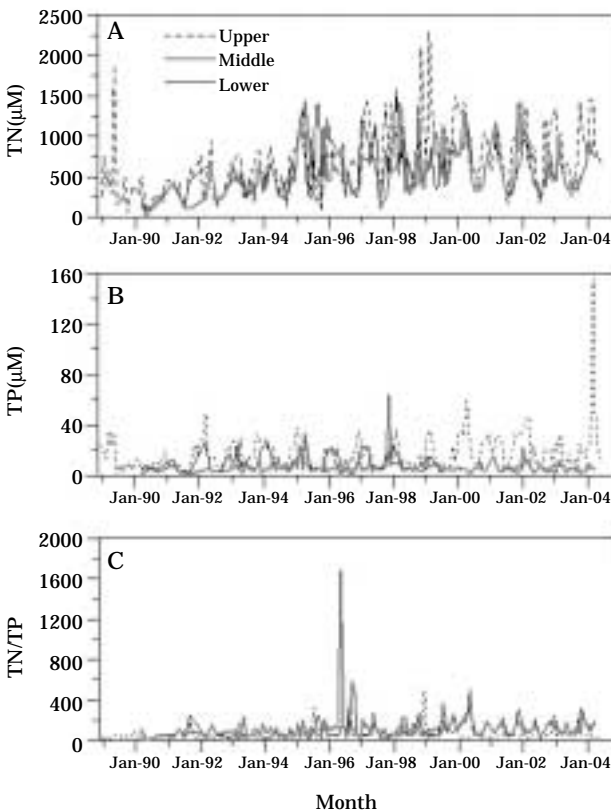 A
2500
2000
1500
1000
500
0
TN(μM)
Upper
Middle
Lower
Jan-90 Jan-92 Jan-94 Jan-96 Jan-98 Jan-00 Jan-02 Jan-04
B
160
120
80
40
0
TP(μM)
Jan-90 Jan-92 Jan-94 Jan-96 Jan-98 Jan-00 Jan-02 Jan-04
C
2000
1600
1200
800
400
0
TN/TP
Jan-90 Jan-92 Jan-94 Jan-96 Jan-98 Jan-00 Jan-02 Jan-04
Month